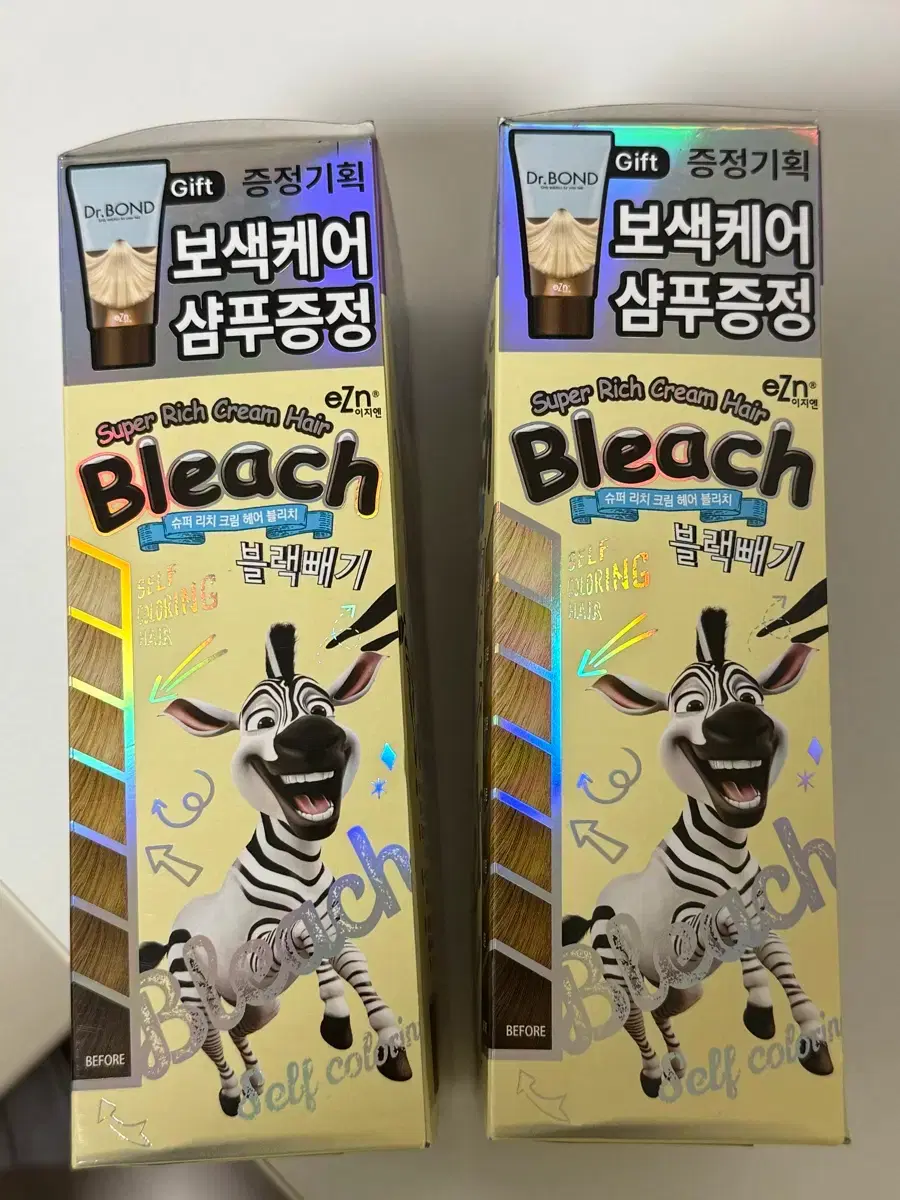 Gift 증정기획
Dr.BOND
보색케어
샴푸증정
eZn
eZn®
이지엔
Super Rich Cream Hair
Bleach
슈퍼 리치 크림 헤어 블리치
블랙빼기
SELF
COLORING
HAIR
Bleach
BEFORE
Self coloring
Gift 증정기획
Dr.BOND
보색케어
샴푸증정
eZn
eZn®
이지엔
Super Rich Cream Hair
Bleach
슈퍼 리치 크림 헤어 블리치
블랙빼기
SELF
COLORING
HAIR
Bleach
BEFORE
Self coloring